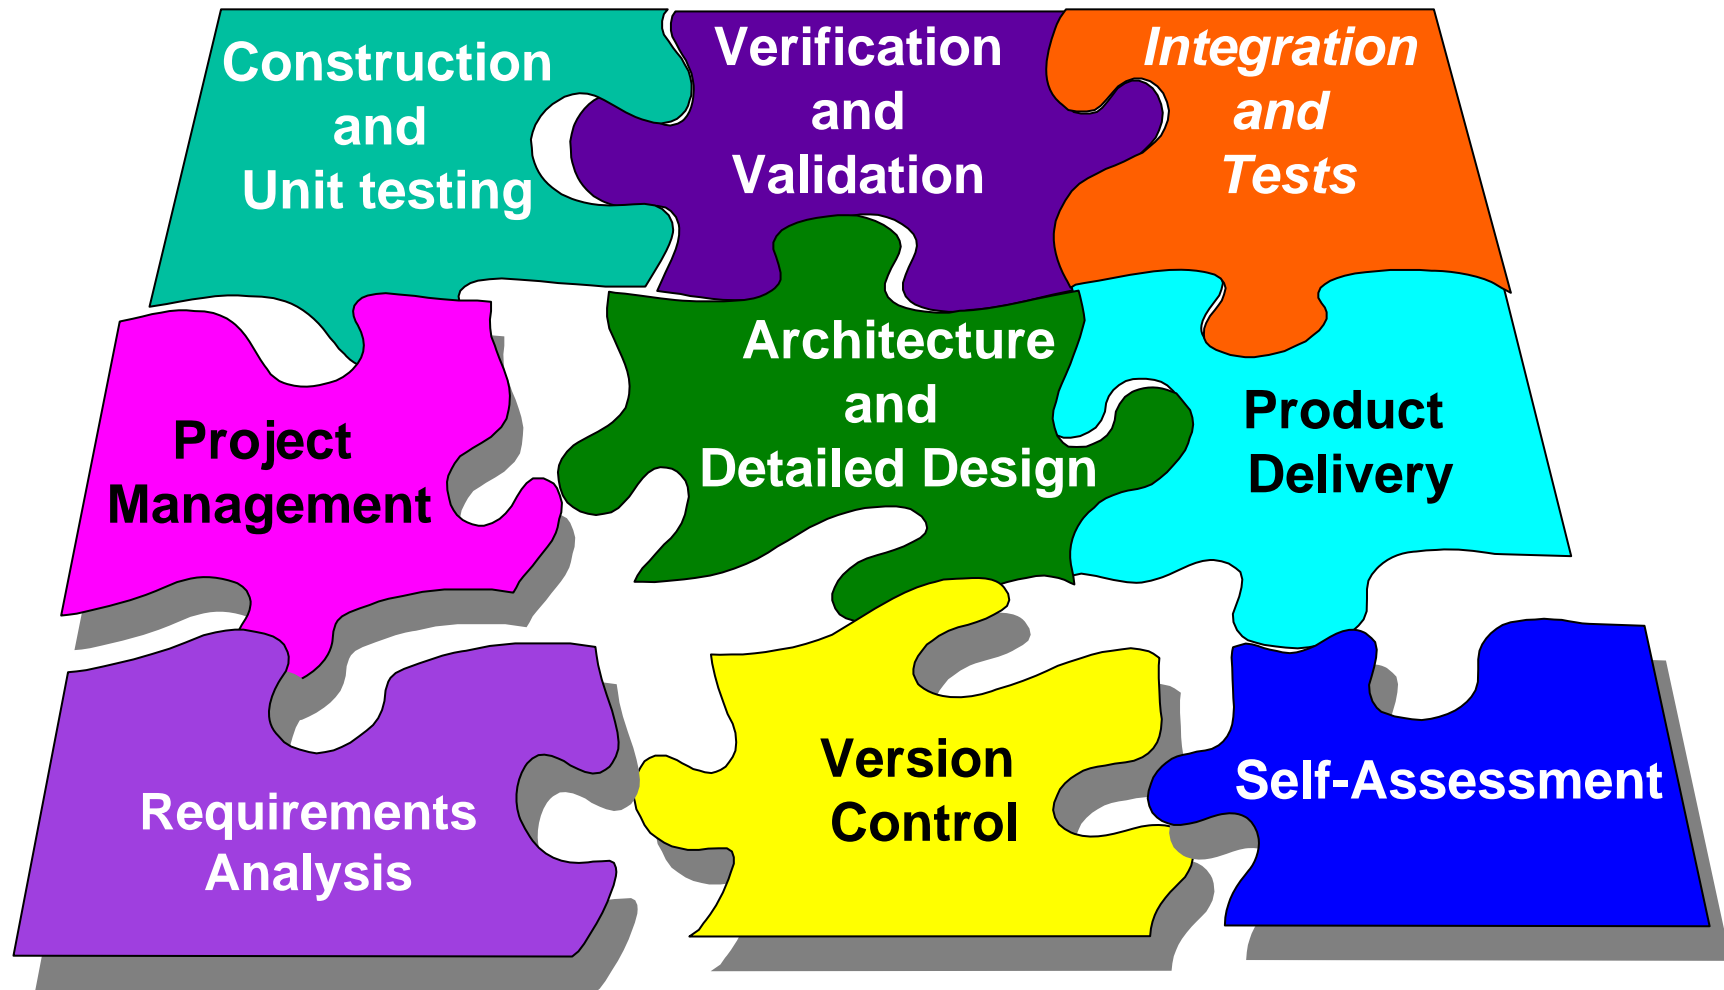 Construction
and
Unit testing
Verification
and
Validation
Integration
and
Tests
Project
Management
Architecture
and
Detailed Design
Product
Delivery
Requirements
Analysis
Version
Control
Self-Assessment